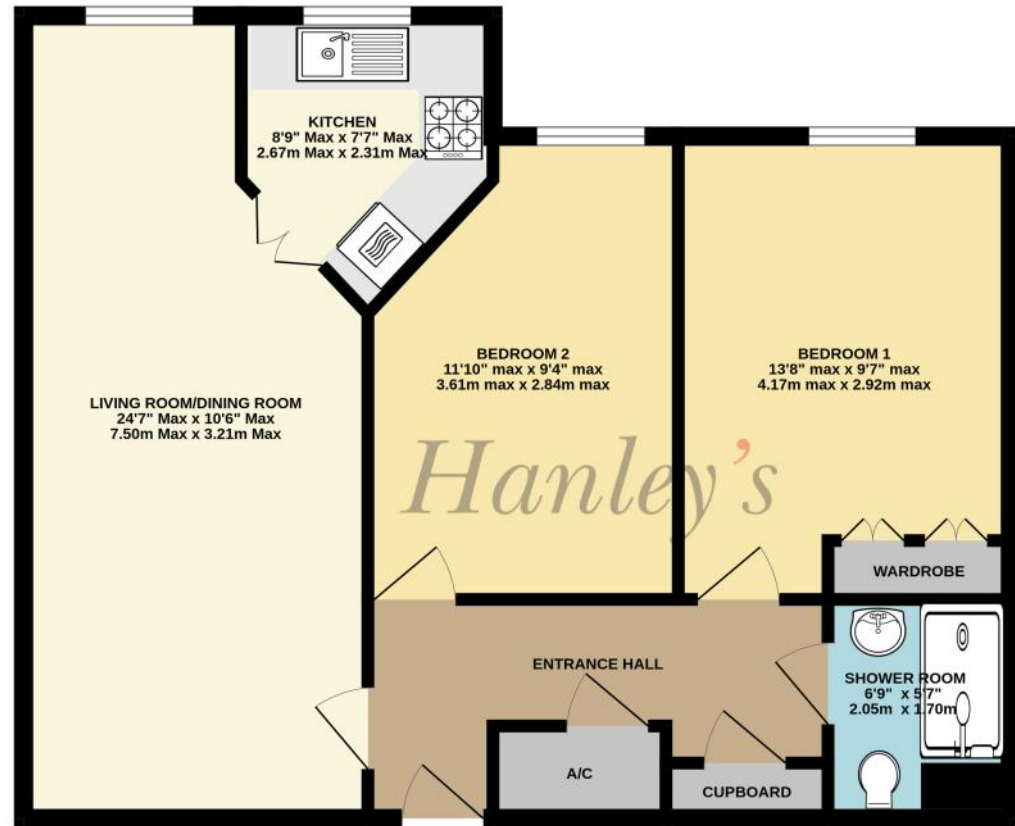 KITCHEN
8'9" Max x 7'7" Max
2.67m Max x 2.31m Max
BEDROOM 2
11'10" max x 9'4" max
3.61m max x 2.84m max
BEDROOM 1
13'8" max x 9'7" max
4.17m max x 2.92m max
LIVING ROOM/DINING ROOM
24'7" Max x 10'6" Max
7.50m Max x 3.21m Max
Hanley's
WARDROBE
ENTRANCE HALL
SHOWER ROOM
6'9" x 5'7"
2.05m x 1.70m
A/C
CUPBOARD